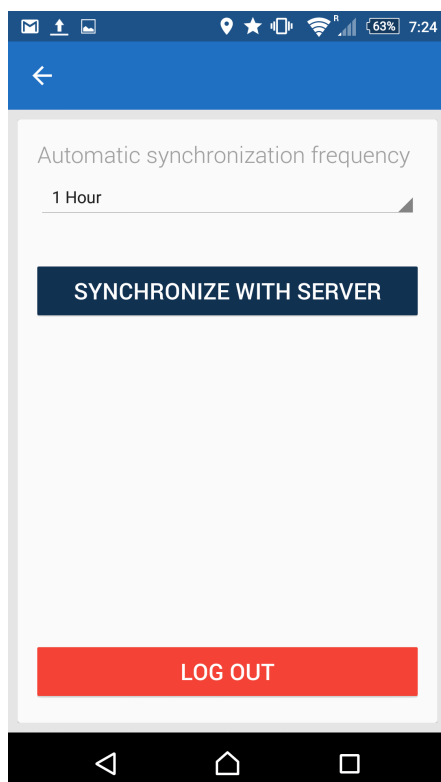 R
63% 7:24
Automatic synchronization frequency
1 Hour
SYNCHRONIZE WITH SERVER
LOG OUT